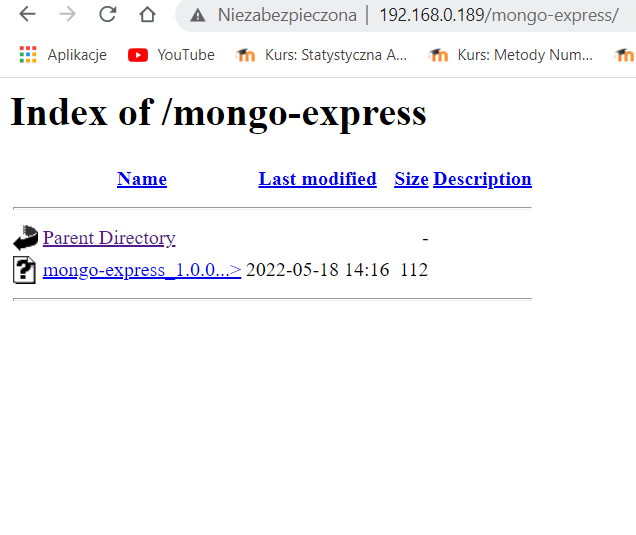 Niezabezpieczona | 192.168.0.189/mongo-express/
Aplikacje YouTube Kurs: Statystyczna A... Kurs: Metody Num...
Index of /mongo-express
Name Last modified Size Description
Parent Directory -
mongo-express_1.0.0...> 2022-05-18 14:16 112